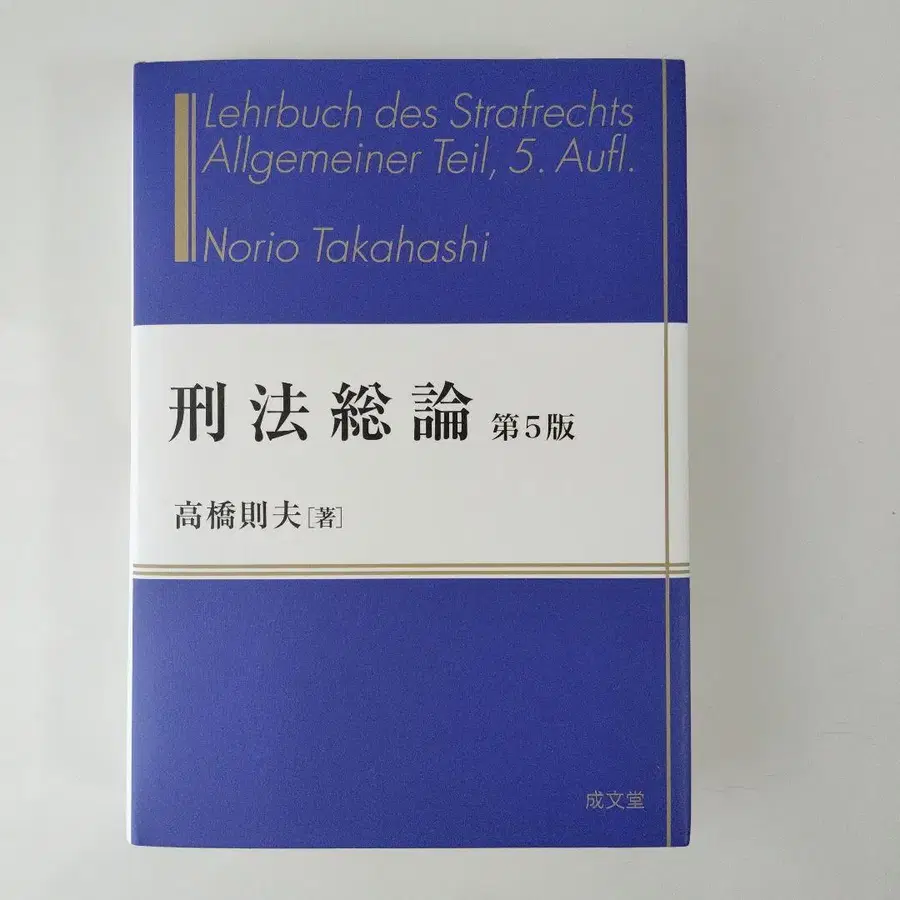 Lehrbuch des Strafrechts
Allgemeiner Teil, 5. Aufl.
Norio Takahashi
刑法総論 第5版
高橋則夫[著]
成文堂